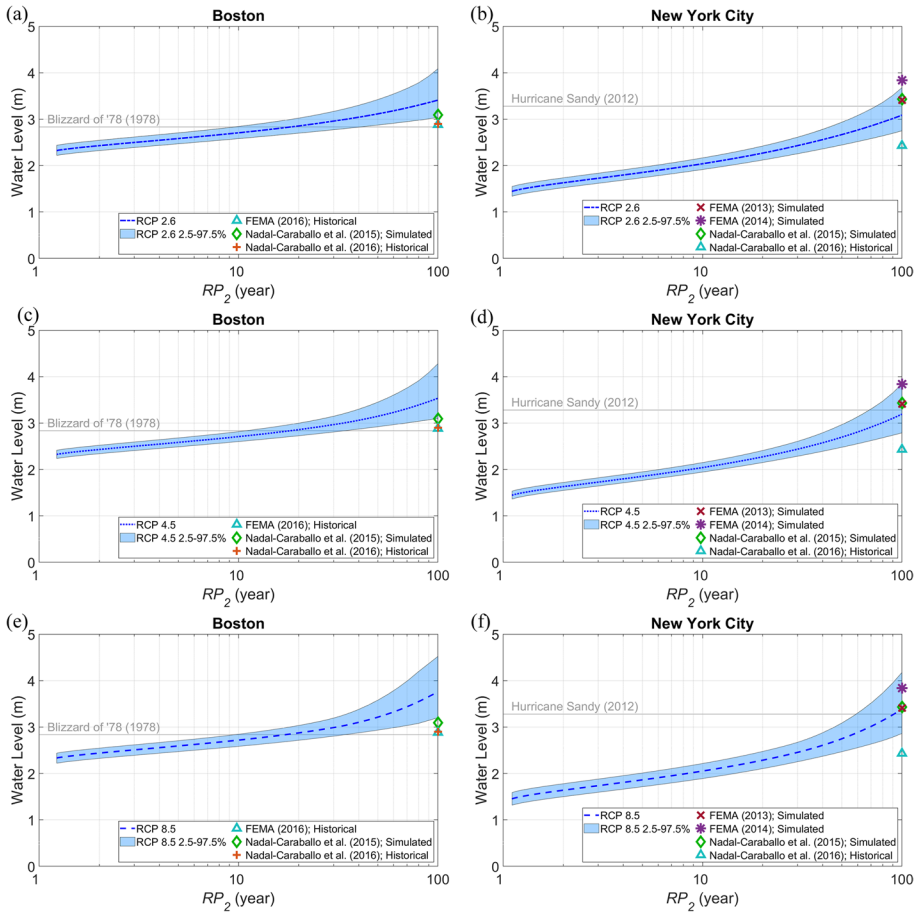 (a)
Boston
5
4
3
2
1
0
Water Level (m)
Blizzard of '78 (1978)
RCP 2.6
RCP 2.6 2.5-97.5%
FEMA (2016); Historical
Nadal-Caraballo et al. (2015); Simulated
Nadal-Caraballo et al. (2016); Historical
1
10
100
RP2 (year)
(b)
New York City
5
4
3
2
1
0
Water Level (m)
Hurricane Sandy (2012)
RCP 2.6
RCP 2.6 2.5-97.5%
FEMA (2013); Simulated
FEMA (2014); Simulated
Nadal-Caraballo et al. (2015); Simulated
Nadal-Caraballo et al. (2016); Historical
1
10
100
RP2 (year)
(c)
Boston
5
4
3
2
1
0
Water Level (m)
Blizzard of '78 (1978)
RCP 4.5
RCP 4.5 2.5-97.5%
FEMA (2016); Historical
Nadal-Caraballo et al. (2015); Simulated
Nadal-Caraballo et al. (2016); Historical
1
10
100
RP2 (year)
(d)
New York City
5
4
3
2
1
0
Water Level (m)
Hurricane Sandy (2012)
RCP 4.5
RCP 4.5 2.5-97.5%
FEMA (2013); Simulated
FEMA (2014); Simulated
Nadal-Caraballo et al. (2015); Simulated
Nadal-Caraballo et al. (2016); Historical
1
10
100
RP2 (year)
(e)
Boston
5
4
3
2
1
0
Water Level (m)
Blizzard of '78 (1978)
RCP 8.5
RCP 8.5 2.5-97.5%
FEMA (2016); Historical
Nadal-Caraballo et al. (2015); Simulated
Nadal-Caraballo et al. (2016); Historical
1
10
100
RP2 (year)
(f)
New York City
5
4
3
2
1
0
Water Level (m)
Hurricane Sandy (2012)
RCP 8.5
RCP 8.5 2.5-97.5%
FEMA (2013); Simulated
FEMA (2014); Simulated
Nadal-Caraballo et al. (2015); Simulated
Nadal-Caraballo et al. (2016); Historical
1
10
100
RP2 (year)